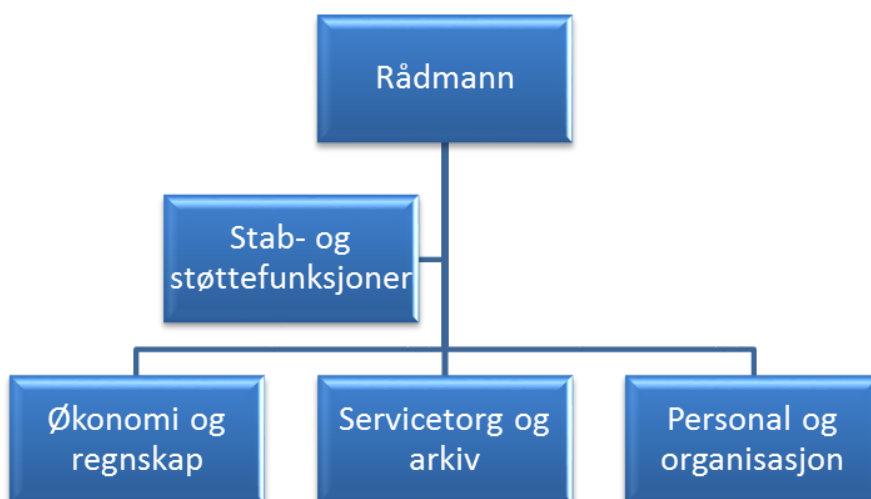 Rådmann
Stab- og
støttefunksjoner
Økonomi og
regnskap
Servicetorg og
arkiv
Personal og
organisasjon